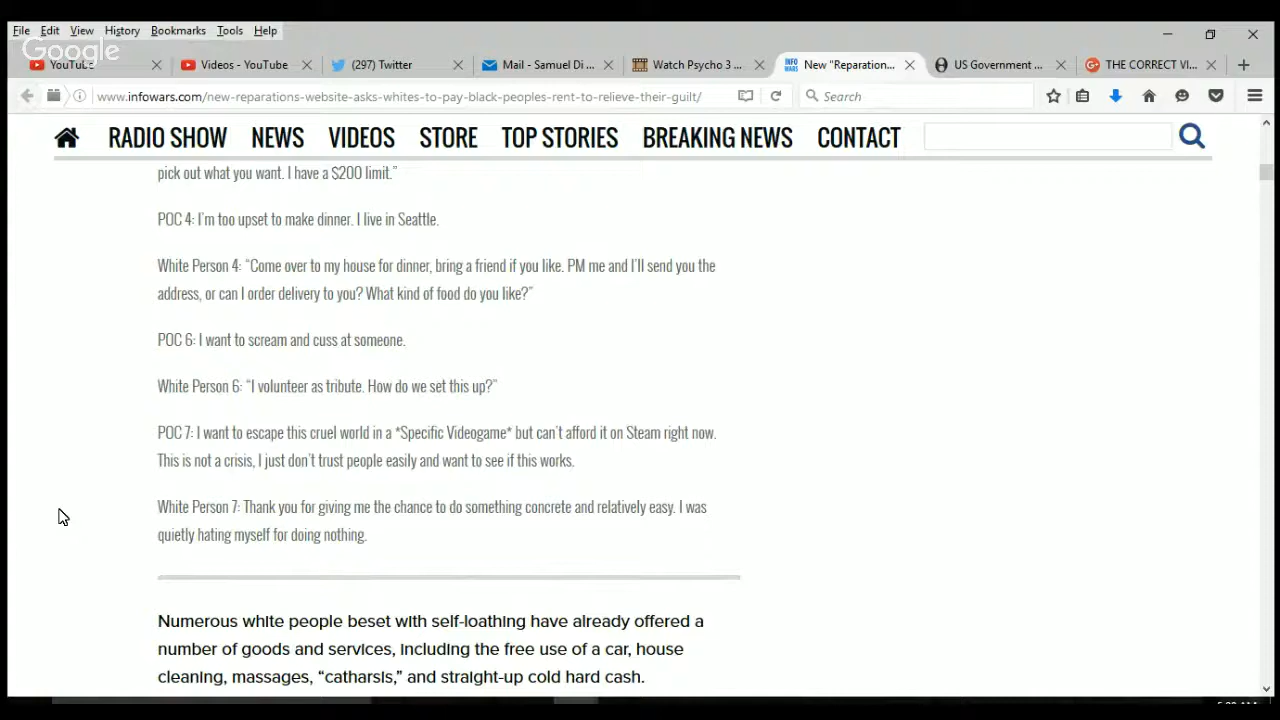 File Edit View History Bookmarks Tools Help
Google
YouTube Videos - YouTube (297) Twitter Mail - Samuel Di ... Watch Psycho 3 ... INFO WARS New "Reparation... US Government ... THE CORRECT VI...
www.infowars.com/new-reparations-website-asks-whites-to-pay-black-peoples-rent-to-relieve-their-guilt/ Search
RADIO SHOW NEWS VIDEOS STORE TOP STORIES BREAKING NEWS CONTACT
pick out what you want. I have a $200 limit.”
POC 4: I'm too upset to make dinner. I live in Seattle.
White Person 4: “Come over to my house for dinner, bring a friend if you like. PM me and I'll send you the
address, or can I order delivery to you? What kind of food do you like?”
POC 6: I want to scream and cuss at someone.
White Person 6: “I volunteer as tribute. How do we set this up?”
POC 7: I want to escape this cruel world in a *Specific Videogame* but can't afford it on Steam right now.
This is not a crisis, I just don't trust people easily and want to see if this works.
White Person 7: Thank you for giving me the chance to do something concrete and relatively easy. I was
quietly hating myself for doing nothing.
Numerous white people beset with self-loathing have already offered a
number of goods and services, including the free use of a car, house
cleaning, massages, “catharsis,” and straight-up cold hard cash.